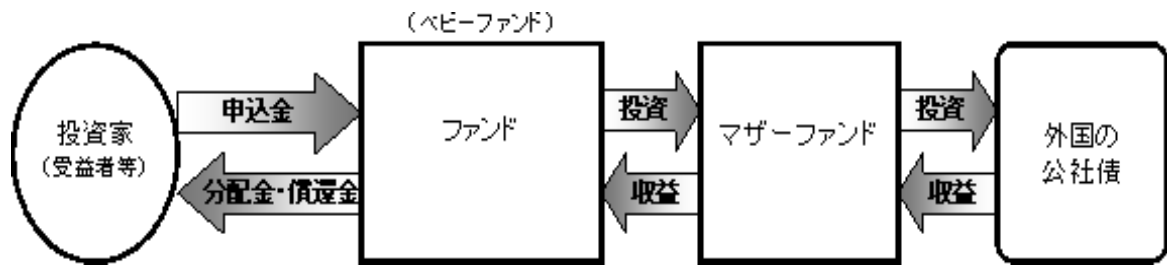 （ベビーファンド）
投資家
（受益者等）
申込金
分配金・償還金
ファンド
投資
収益
マザーファンド
投資
収益
外国の
公社債